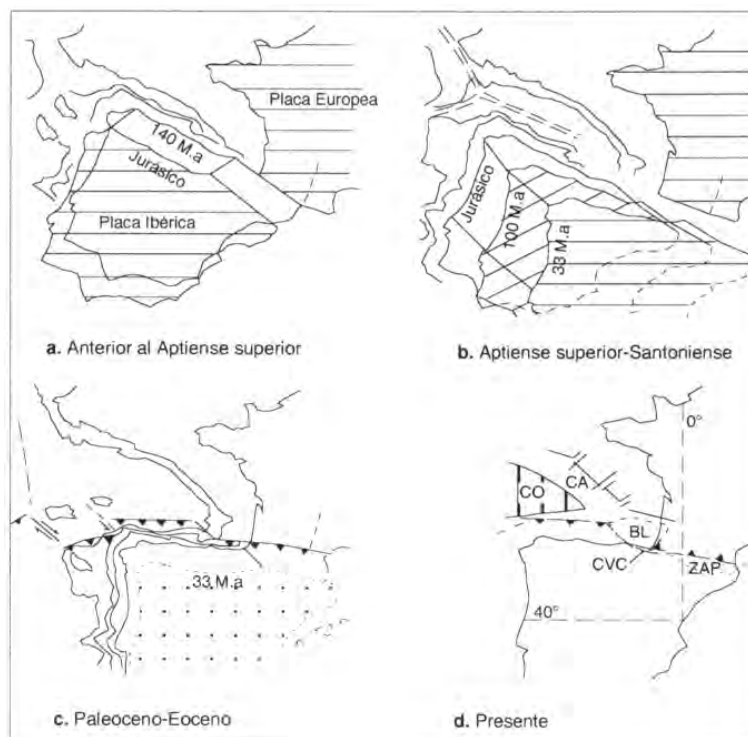 Placa Europea
140 M.a
Jurásico
Placa Ibérica
a. Anterior al Aptiense superior
Jurásico
100 M.a
33 M.a
b. Aptiense superior-Santoniense
33 M.a
c. Paleoceno-Eoceno
0°
CO
CA
BL
CVC
ZAP
40°
d. Presente